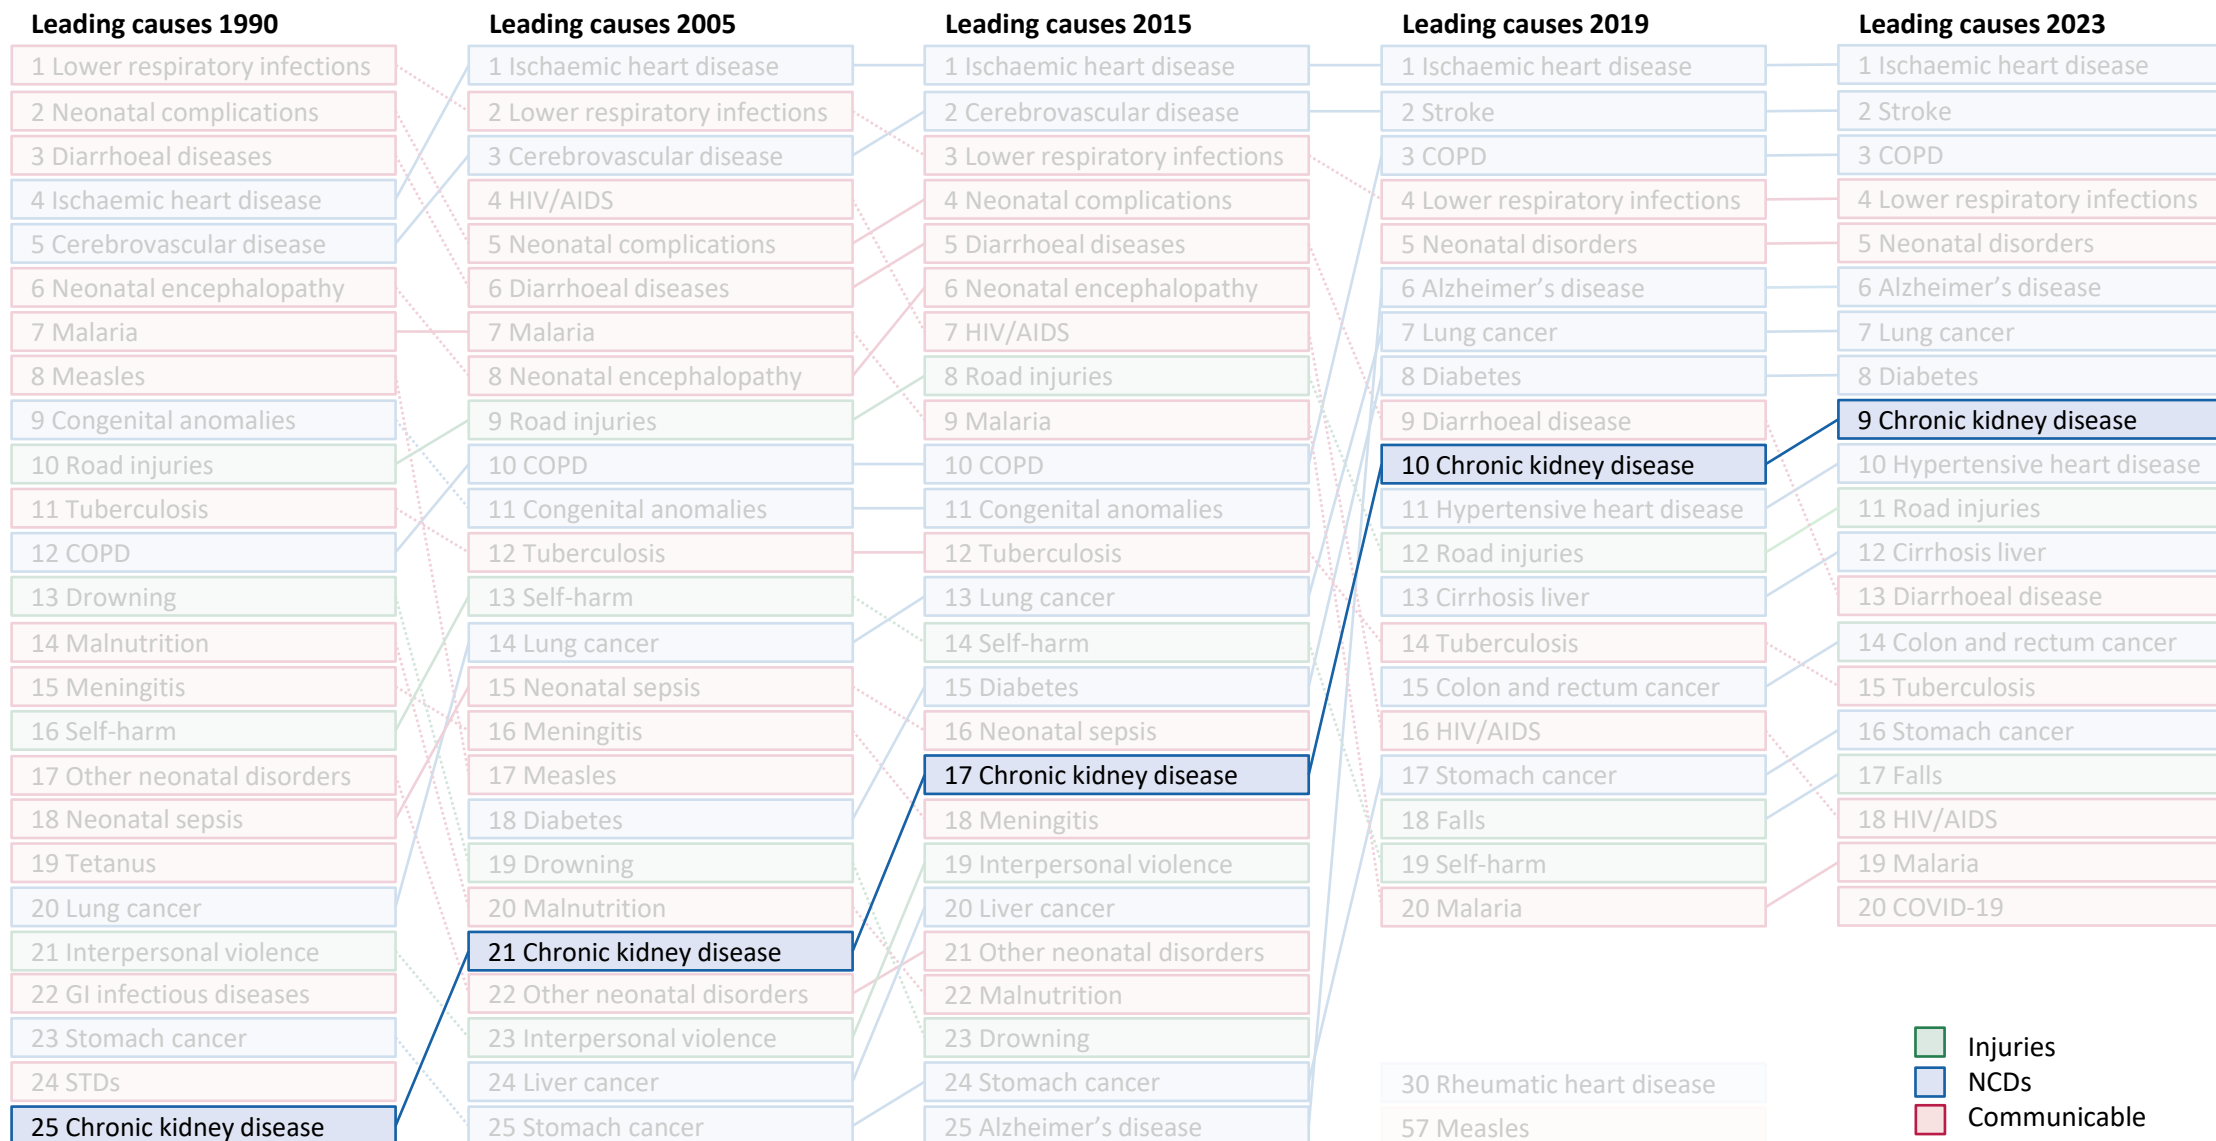 Leading causes 1990
1 Lower respiratory infections
2 Neonatal complications
3 Diarrhoeal diseases
4 Ischaemic heart disease
5 Cerebrovascular disease
6 Neonatal encephalopathy
7 Malaria
8 Measles
9 Congenital anomalies
10 Road injuries
11 Tuberculosis
12 COPD
13 Drowning
14 Malnutrition
15 Meningitis
16 Self-harm
17 Other neonatal disorders
18 Neonatal sepsis
19 Tetanus
20 Lung cancer
21 Interpersonal violence
22 GI infectious diseases
23 Stomach cancer
24 STDs
25 Chronic kidney disease
Leading causes 2005
1 Ischaemic heart disease
2 Lower respiratory infections
3 Cerebrovascular disease
4 HIV/AIDS
5 Neonatal complications
6 Diarrhoeal diseases
7 Malaria
8 Neonatal encephalopathy
9 Road injuries
10 COPD
11 Congenital anomalies
12 Tuberculosis
13 Self-harm
14 Lung cancer
15 Neonatal sepsis
16 Meningitis
17 Measles
18 Diabetes
19 Drowning
20 Malnutrition
21 Chronic kidney disease
22 Other neonatal disorders
23 Interpersonal violence
24 Liver cancer
25 Stomach cancer
Leading causes 2015
1 Ischaemic heart disease
2 Cerebrovascular disease
3 Lower respiratory infections
4 Neonatal complications
5 Diarrhoeal diseases
6 Neonatal encephalopathy
7 HIV/AIDS
8 Road injuries
9 Malaria
10 COPD
11 Congenital anomalies
12 Tuberculosis
13 Lung cancer
14 Self-harm
15 Diabetes
16 Neonatal sepsis
17 Chronic kidney disease
18 Meningitis
19 Interpersonal violence
20 Liver cancer
21 Other neonatal disorders
22 Malnutrition
23 Drowning
24 Stomach cancer
25 Alzheimer's disease
Leading causes 2019
1 Ischaemic heart disease
2 Stroke
3 COPD
4 Lower respiratory infections
5 Neonatal disorders
6 Alzheimer's disease
7 Lung cancer
8 Diabetes
9 Diarrhoeal disease
10 Chronic kidney disease
11 Hypertensive heart disease
12 Road injuries
13 Cirrhosis liver
14 Tuberculosis
15 Colon and rectum cancer
16 HIV/AIDS
17 Stomach cancer
18 Falls
19 Self-harm
20 Malaria
30 Rheumatic heart disease
57 Measles
Leading causes 2023
1 Ischaemic heart disease
2 Stroke
3 COPD
4 Lower respiratory infections
5 Neonatal disorders
6 Alzheimer's disease
7 Lung cancer
8 Diabetes
9 Chronic kidney disease
10 Hypertensive heart disease
11 Road injuries
12 Cirrhosis liver
13 Diarrhoeal disease
14 Colon and rectum cancer
15 Tuberculosis
16 Stomach cancer
17 Falls
18 HIV/AIDS
19 Malaria
20 COVID-19
Injuries
NCDs
Communicable